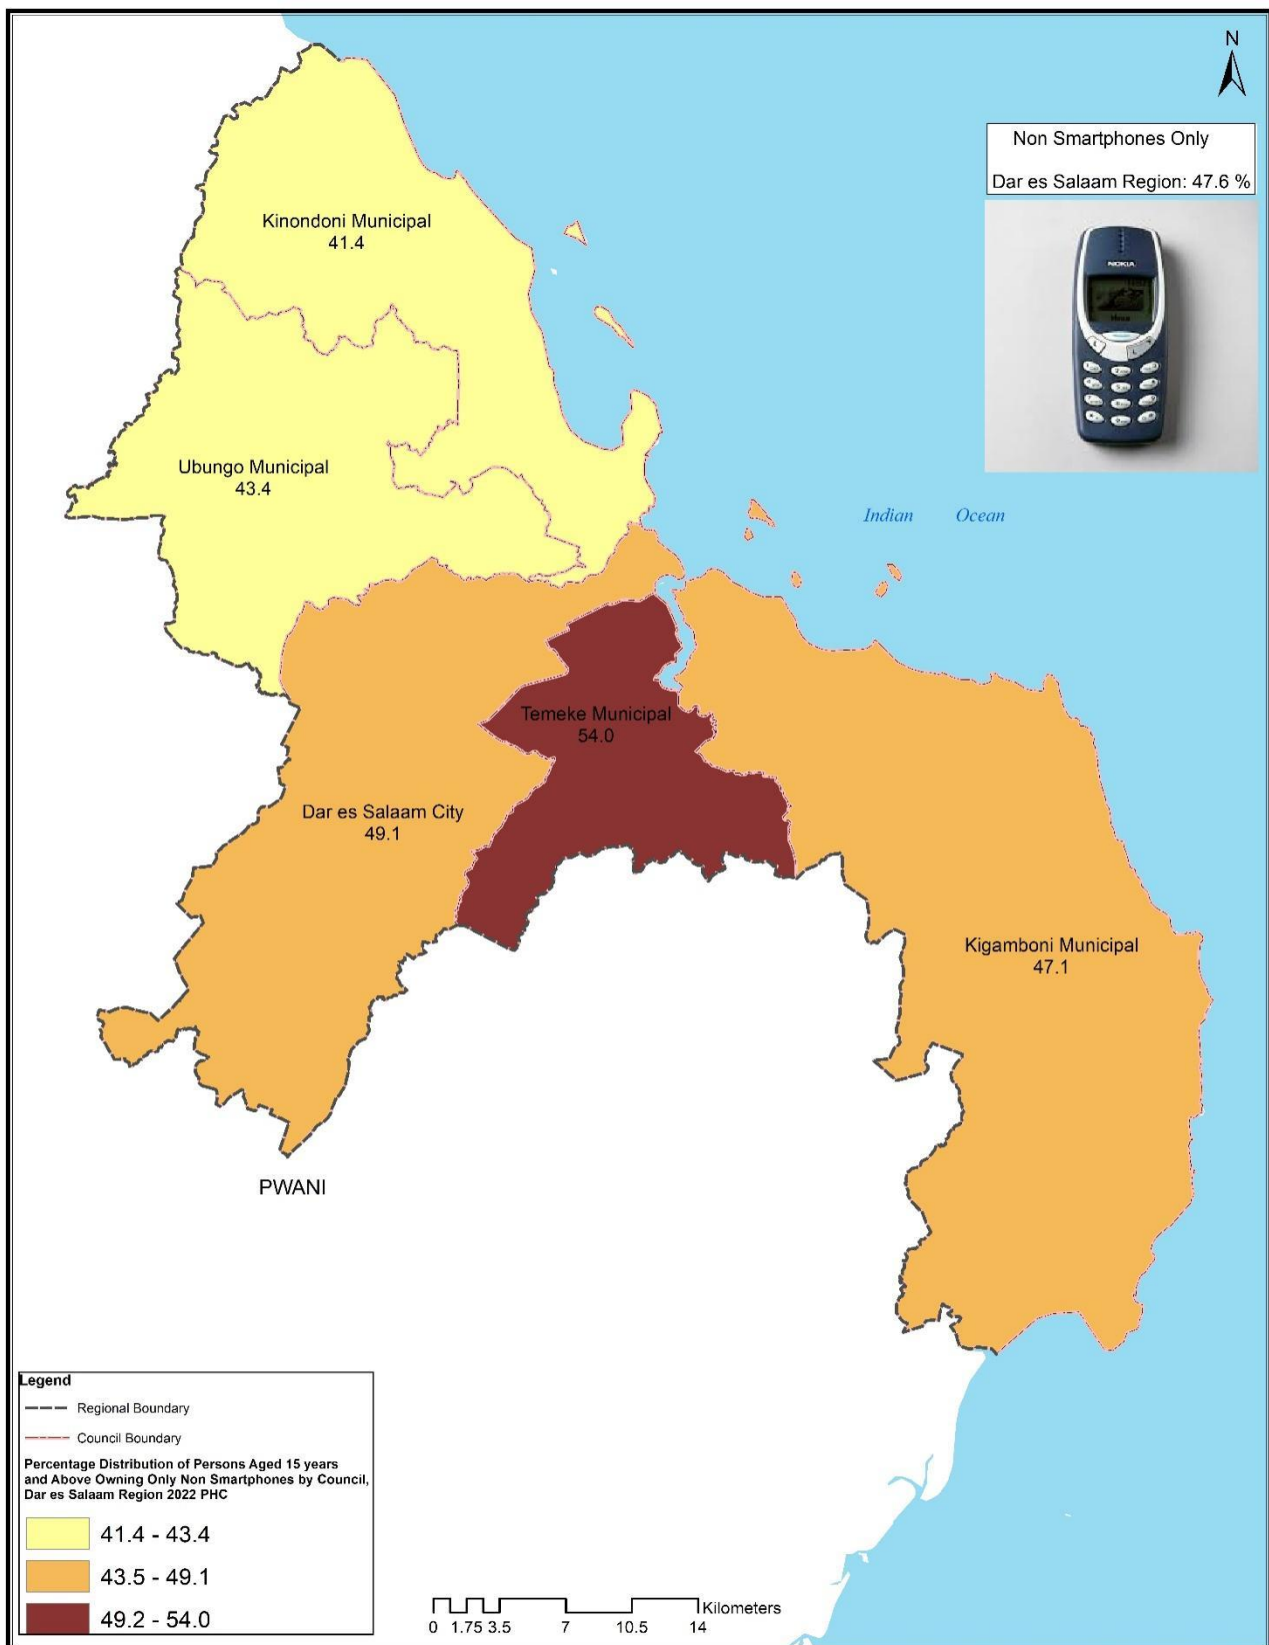 N
Non Smartphones Only
Dar es Salaam Region: 47.6 %
NOKIA
Kinondoni Municipal
41.4
Ubungo Municipal
43.4
Indian Ocean
Temeke Municipal
54.0
Dar es Salaam City
49.1
Kigamboni Municipal
47.1
PWANI
Legend
Regional Boundary
Council Boundary
Percentage Distribution of Persons Aged 15 years
and Above Owning Only Non Smartphones by Council,
Dar es Salaam Region 2022 PHC
41.4 - 43.4
43.5 - 49.1
49.2 - 54.0
Kilometers
0 1.75 3.5 7 10.5 14